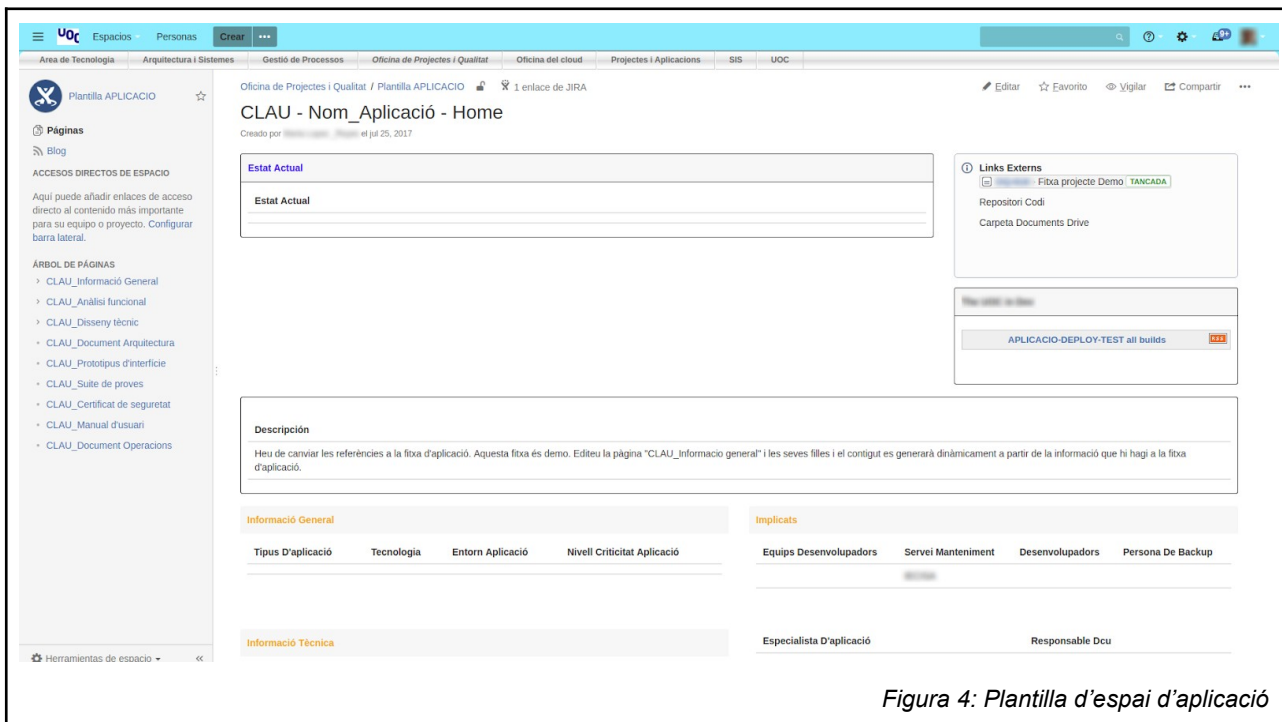 UOC Espacios Personas Crear
9+
Area de Tecnología Arquitectura i Sistemes Gestió de Processos Oficina de Projectes i Qualitat Oficina del cloud Projectes i Aplicacions SIS UOC
Plantilla APLICACIO
Páginas
Blog
ACCESOS DIRECTOS DE ESPACIO
Aquí puede añadir enlaces de acceso
directo al contenido más importante
para su equipo o proyecto. Configurar
barra lateral.
ÁRBOL DE PÁGINAS
CLAU_Informació General
CLAU_Anàlisi funcional
CLAU_Disseny tècnic
CLAU_Document Arquitectura
CLAU_Prototipus d'interfície
CLAU_Suite de proves
CLAU_Certificat de seguretat
CLAU_Manual d'usuari
CLAU_Document Operacions
Herramientas de espacio
Oficina de Projectes i Qualitat / Plantilla APLICACIO 1 enlace de JIRA
Editar Favorito Vigilar Compartir
CLAU - Nom_Aplicació - Home
Creado por el jul 25, 2017
Estat Actual
Estat Actual
Links Externs
- Fitxa projecte Demo TANCADA
Repositori Codi
Carpeta Documents Drive
APLICACIO-DEPLOY-TEST all builds RSS
Descripción
Heu de canviar les referències a la fitxa d'aplicació. Aquesta fitxa és demo. Editeu la pàgina "CLAU_Informacio general" i les seves filles i el contigut es generarà dinàmicament a partir de la informació que hi hagi a la fitxa
d'aplicació.
Informació General
Tipus D'aplicació Tecnologia Entorn Aplicació Nivell Criticitat Aplicació
Implicats
Equips Desenvolupadors Servei Manteniment Desenvolupadors Persona De Backup
Informació Tècnica
Especialista D'aplicació Responsable Dcu
Figura 4: Plantilla d'espai d'aplicació